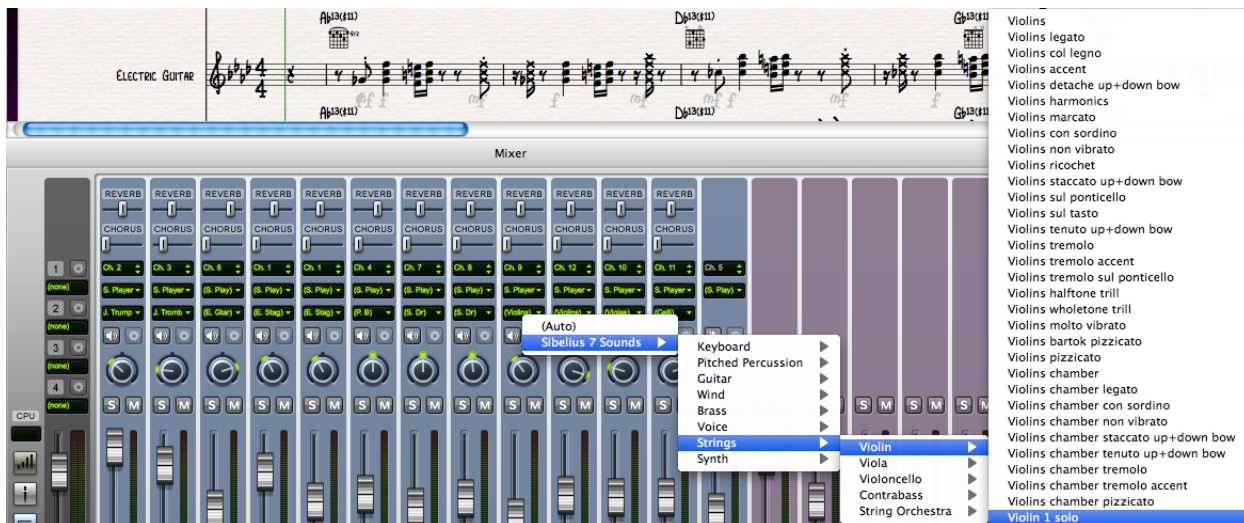 Ab13(#11) Db13(#11) Gb13(#11
ELECTRIC GUITAR
4
4
mf f mf f mf f mf f
Ab13(#11) Db13(#11) Gb13(#11
Mixer
REVERB REVERB REVERB REVERB REVERB REVERB REVERB REVERB REVERB REVERB REVERB REVERB
CHORUS CHORUS CHORUS CHORUS CHORUS CHORUS CHORUS CHORUS CHORUS CHORUS CHORUS CHORUS
1 Ch. 2 Ch. 3 Ch. 6 Ch. 1 Ch. 1 Ch. 4 Ch. 7 Ch. 8 Ch. 9 Ch. 12 Ch. 10 Ch. 11 Ch. 5
(none) S. Player S. Player (S. Play) (S. Play) (S. Play) (S. Play) (S. Play) (S. Play) S. Player S. Player S. Player S. Player (S. Play)
2 J. Trump J. Tromb (E. Gtar) (E. Stag) (E. Stag) (P. B) (S. Dr) (S. Dr) (Violins) (Violins) (Violas) (Cell)
(none)
3
(none)
4
(none)
S M S M S M S M S M S M S M S M S M S M S M S M S M S M
CPU
(Auto)
Sibelius 7 Sounds
Keyboard
Pitched Percussion
Guitar
Wind
Brass
Voice
Strings
Synth
Violin
Viola
Violoncello
Contrabass
String Orchestra
Violins
Violins legato
Violins col legno
Violins accent
Violins detache up+down bow
Violins harmonics
Violins marcato
Violins con sordino
Violins non vibrato
Violins ricochet
Violins staccato up+down bow
Violins sul ponticello
Violins sul tasto
Violins tenuto up+down bow
Violins tremolo
Violins tremolo accent
Violins tremolo sul ponticello
Violins halftone trill
Violins wholetone trill
Violins molto vibrato
Violins bartok pizzicato
Violins pizzicato
Violins chamber
Violins chamber legato
Violins chamber con sordino
Violins chamber non vibrato
Violins chamber staccato up+down bow
Violins chamber tenuto up+down bow
Violins chamber tremolo
Violins chamber tremolo accent
Violins chamber pizzicato
Violin 1 solo